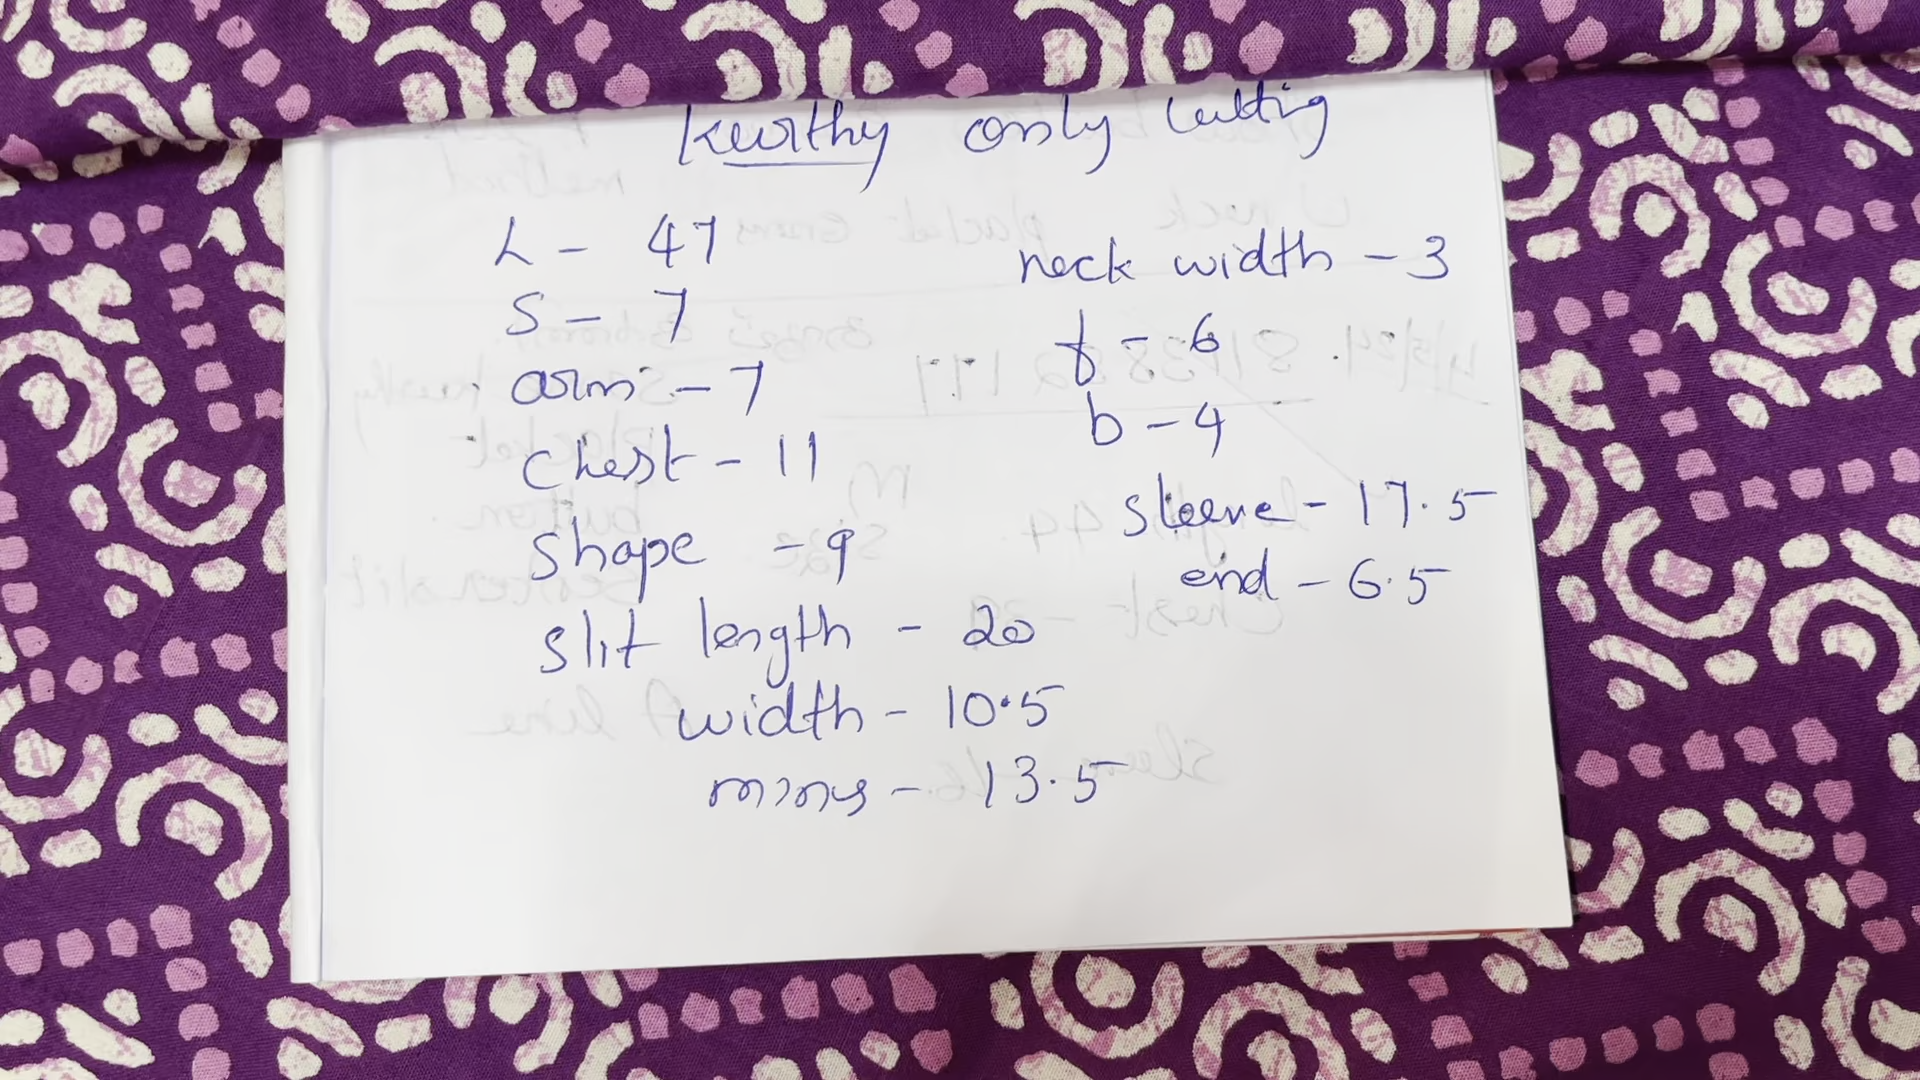 Kurthy only Cutting
L - 47
S - 7
arm - 7
chest - 11
shape - 9
slit length - 20
width - 10.5
- 13.5
neck width - 3
f - 6
b - 4
sleeve - 17.5
end - 6.5